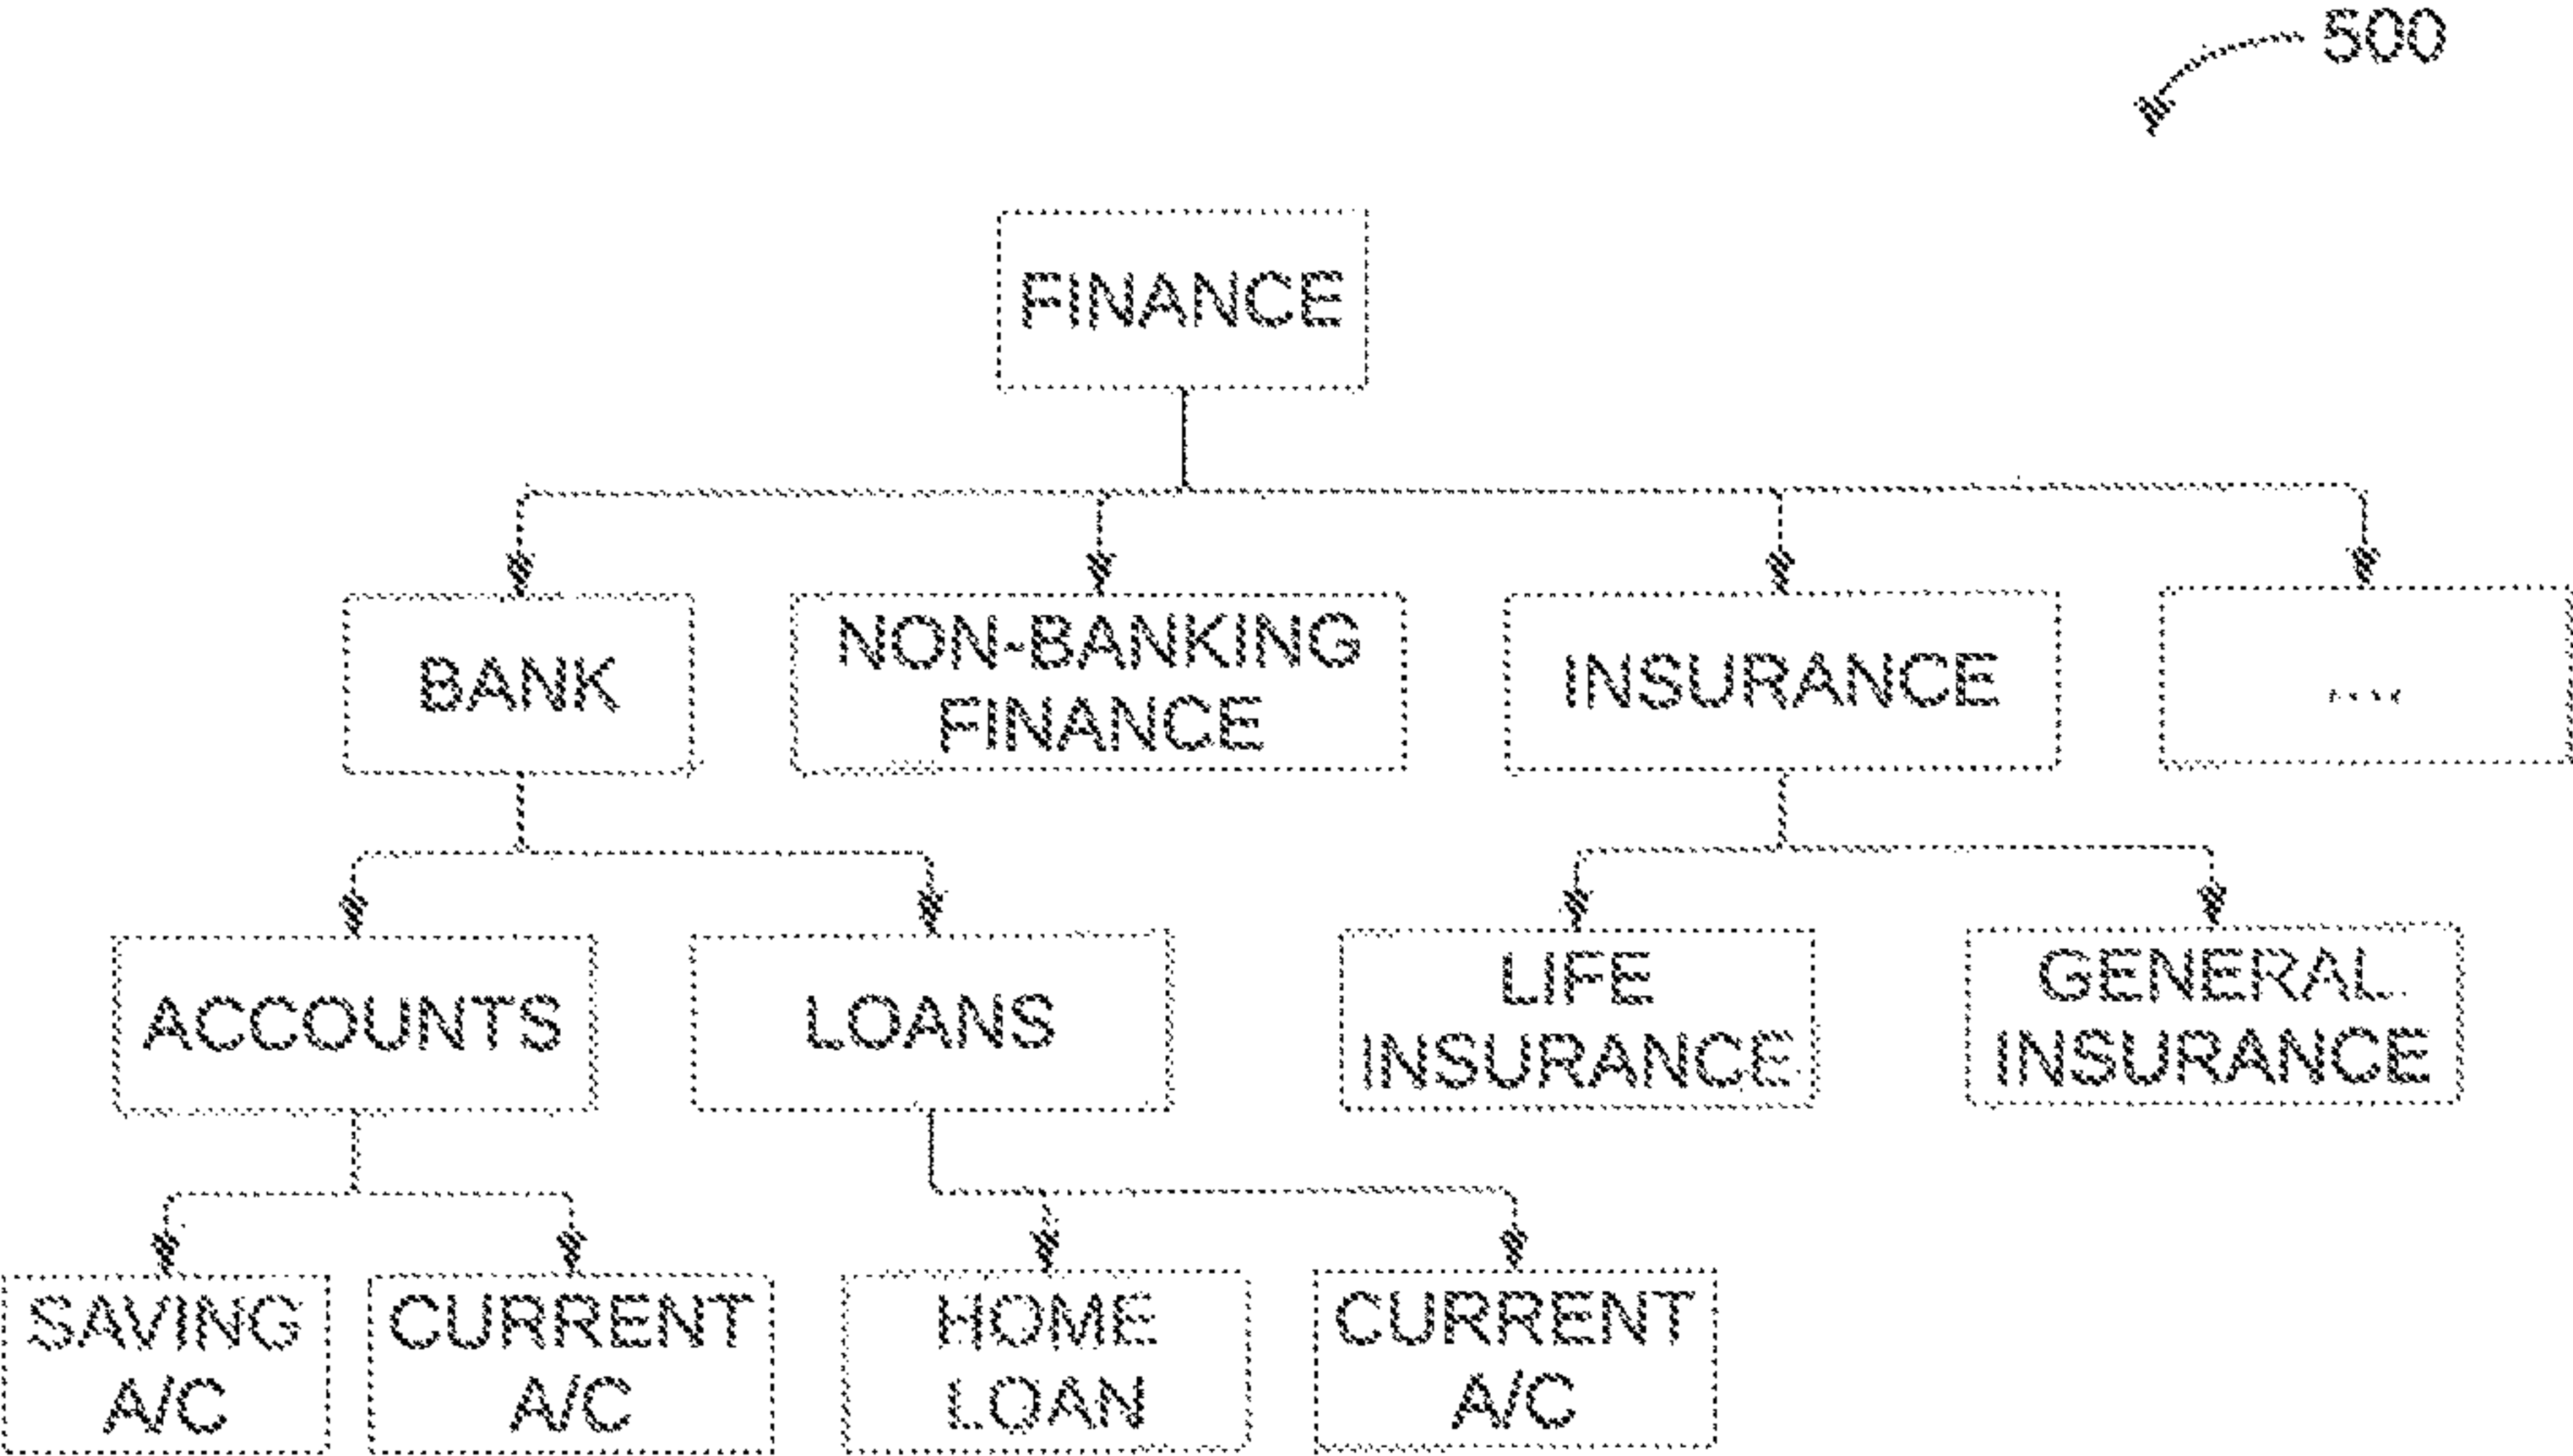 500
FINANCE
BANK
NON-BANKING
FINANCE
INSURANCE
....
ACCOUNTS
LOANS
LIFE
INSURANCE
GENERAL
INSURANCE
SAVING
A/C
CURRENT
A/C
HOME
LOAN
CURRENT
A/C